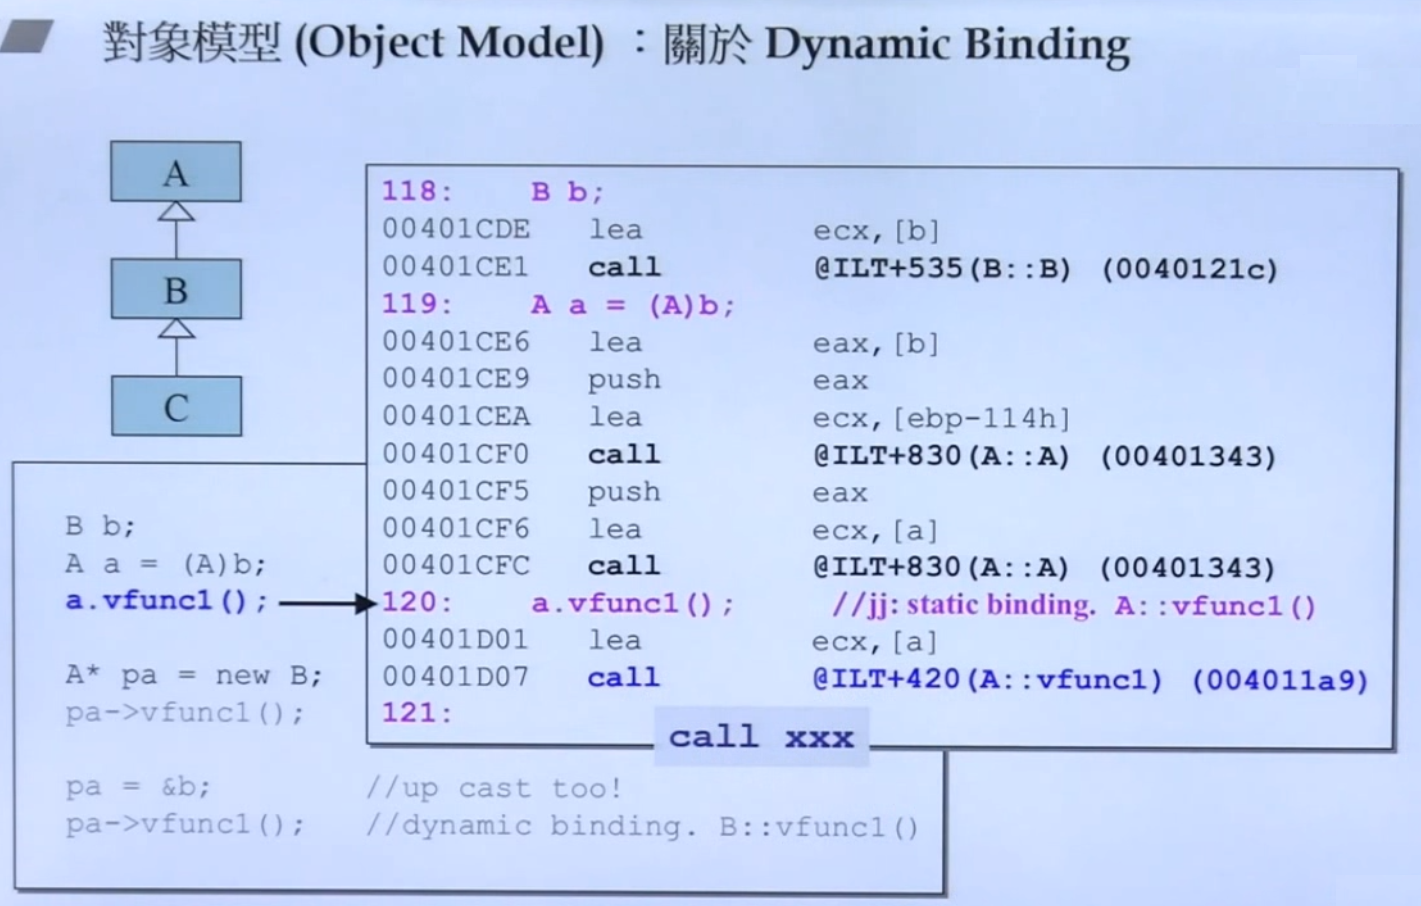 對象模型 (Object Model) ：關於 Dynamic Binding
A
B
C
118: B b;
00401CDE lea ecx,[b]
00401CE1 call @ILT+535(B::B) (0040121c)
119: A a = (A)b;
00401CE6 lea eax,[b]
00401CE9 push eax
00401CEA lea ecx,[ebp-114h]
00401CF0 call @ILT+830(A::A) (00401343)
00401CF5 push eax
00401CF6 lea ecx,[a]
00401CFC call @ILT+830(A::A) (00401343)
120: a.vfunc1(); //jj: static binding. A::vfunc1()
00401D01 lea ecx,[a]
00401D07 call @ILT+420(A::vfunc1) (004011a9)
121:
call xxx
B b;
A a = (A)b;
a.vfunc1();
A* pa = new B;
pa->vfunc1();
pa = &b; //up cast too!
pa->vfunc1(); //dynamic binding. B::vfunc1()